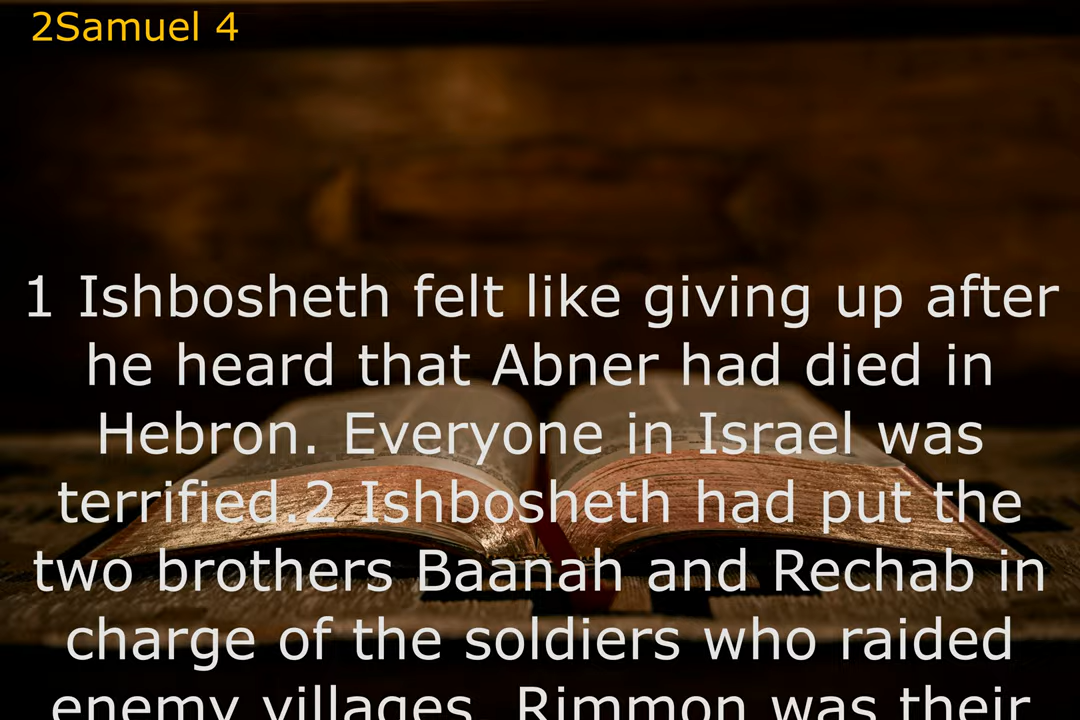 2Samuel 4
1 Ishbosheth felt like giving up after
he heard that Abner had died in
Hebron. Everyone in Israel was
terrified.2 Ishbosheth had put the
two brothers Baanah and Rechab in
charge of the soldiers who raided
enemy villages. Rimmon was their